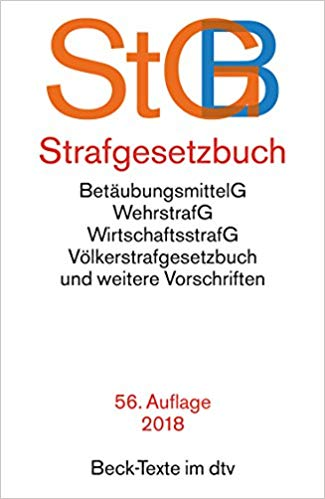 StGB
Strafgesetzbuch
BetäubungsmittelG
WehrstrafG
WirtschaftsstrafG
Völkerstrafgesetzbuch
und weitere Vorschriften
56. Auflage
2018
Beck-Texte im dtv